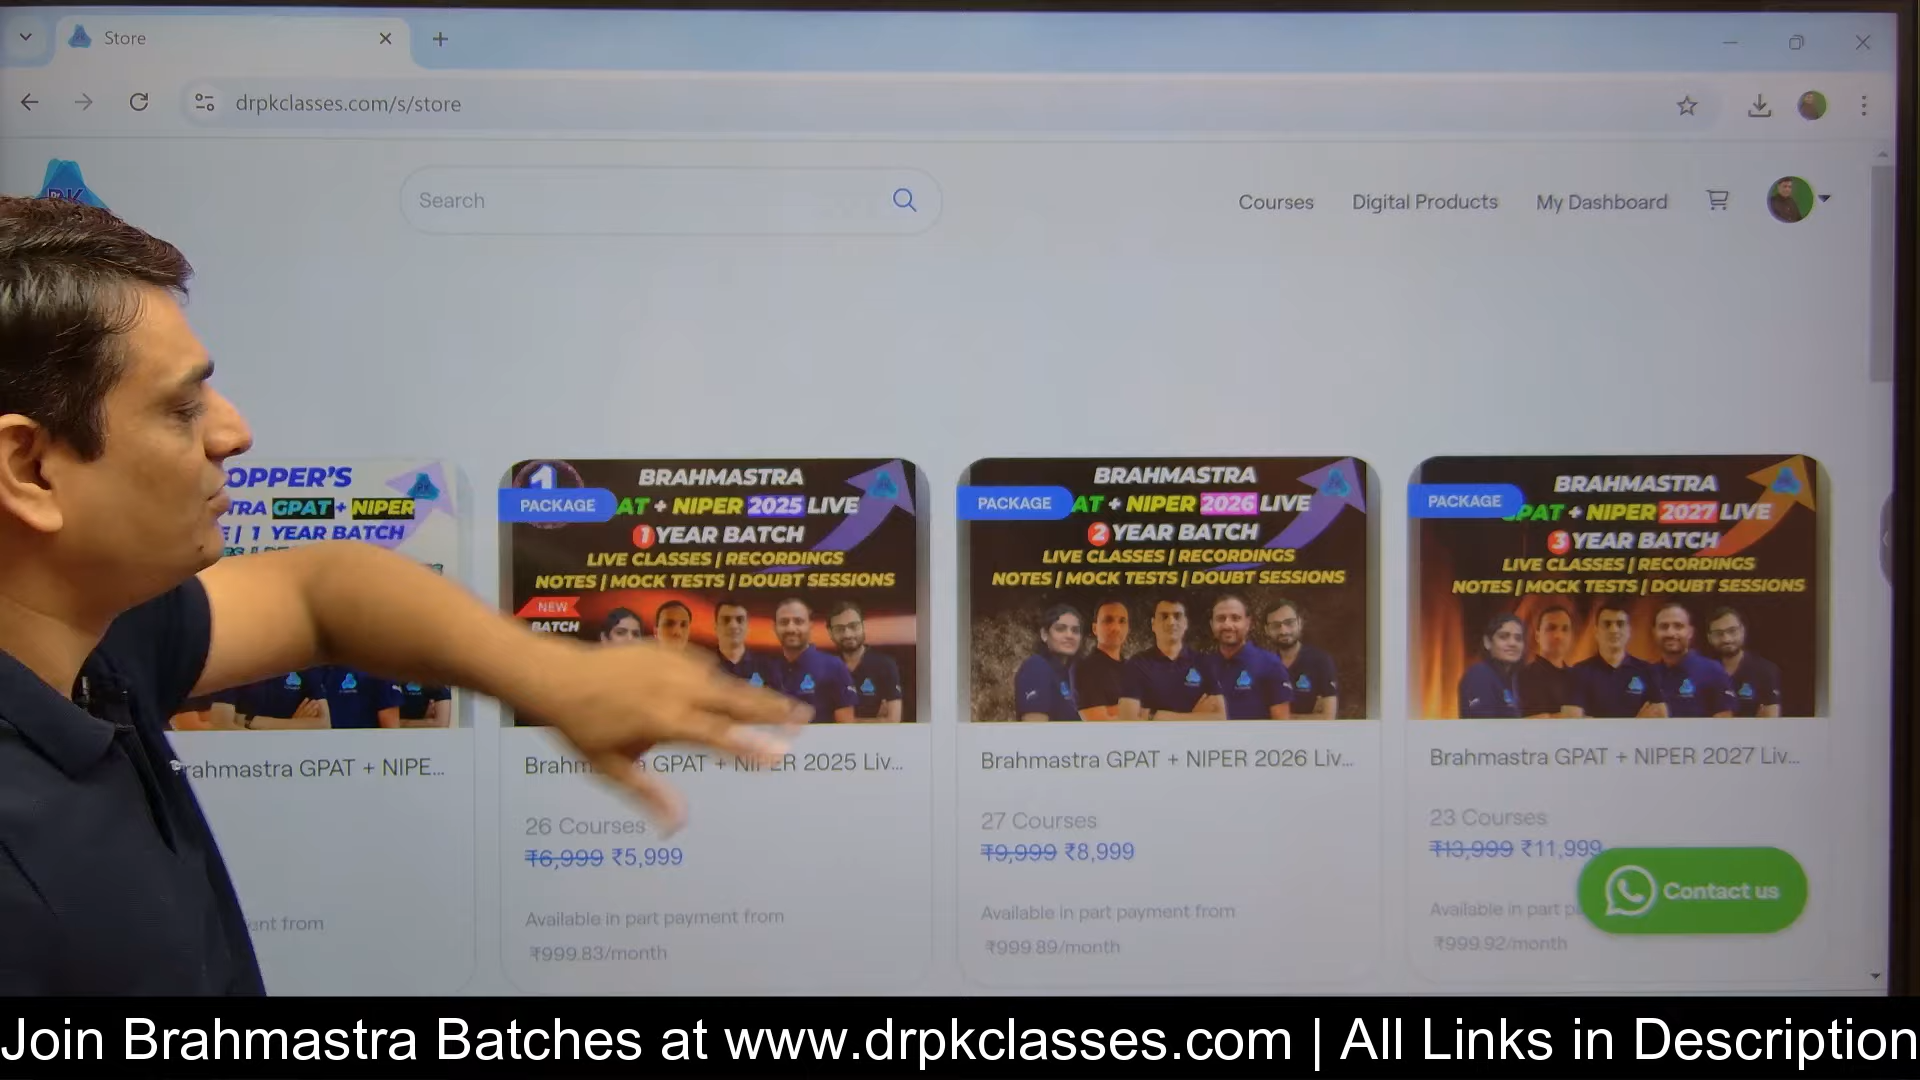 Store
drpkclasses.com/s/store
Search
Courses
Digital Products
My Dashboard
OPPER'S
TRA GPAT + NIPER
| 1 YEAR BATCH
rahmastra GPAT + NIPE...
ent from
1
BRAHMASTRA
PACKAGE
AT + NIPER 2025 LIVE
1 YEAR BATCH
LIVE CLASSES | RECORDINGS
NOTES | MOCK TESTS | DOUBT SESSIONS
NEW
BATCH
Brahm a GPAT + NIPER 2025 Liv...
26 Courses
₹6,999 ₹5,999
Available in part payment from
₹999.83/month
BRAHMASTRA
PACKAGE
AT + NIPER 2026 LIVE
2 YEAR BATCH
LIVE CLASSES | RECORDINGS
NOTES | MOCK TESTS | DOUBT SESSIONS
Brahmastra GPAT + NIPER 2026 Liv...
27 Courses
₹9,999 ₹8,999
Available in part payment from
₹999.89/month
BRAHMASTRA
PACKAGE
GPAT + NIPER 2027 LIVE
3 YEAR BATCH
LIVE CLASSES | RECORDINGS
NOTES | MOCK TESTS | DOUBT SESSIONS
Brahmastra GPAT + NIPER 2027 Liv...
23 Courses
₹13,999 ₹11,999
Available in part p
₹999.92/month
Contact us
Join Brahmastra Batches at www.drpkclasses.com | All Links in Description